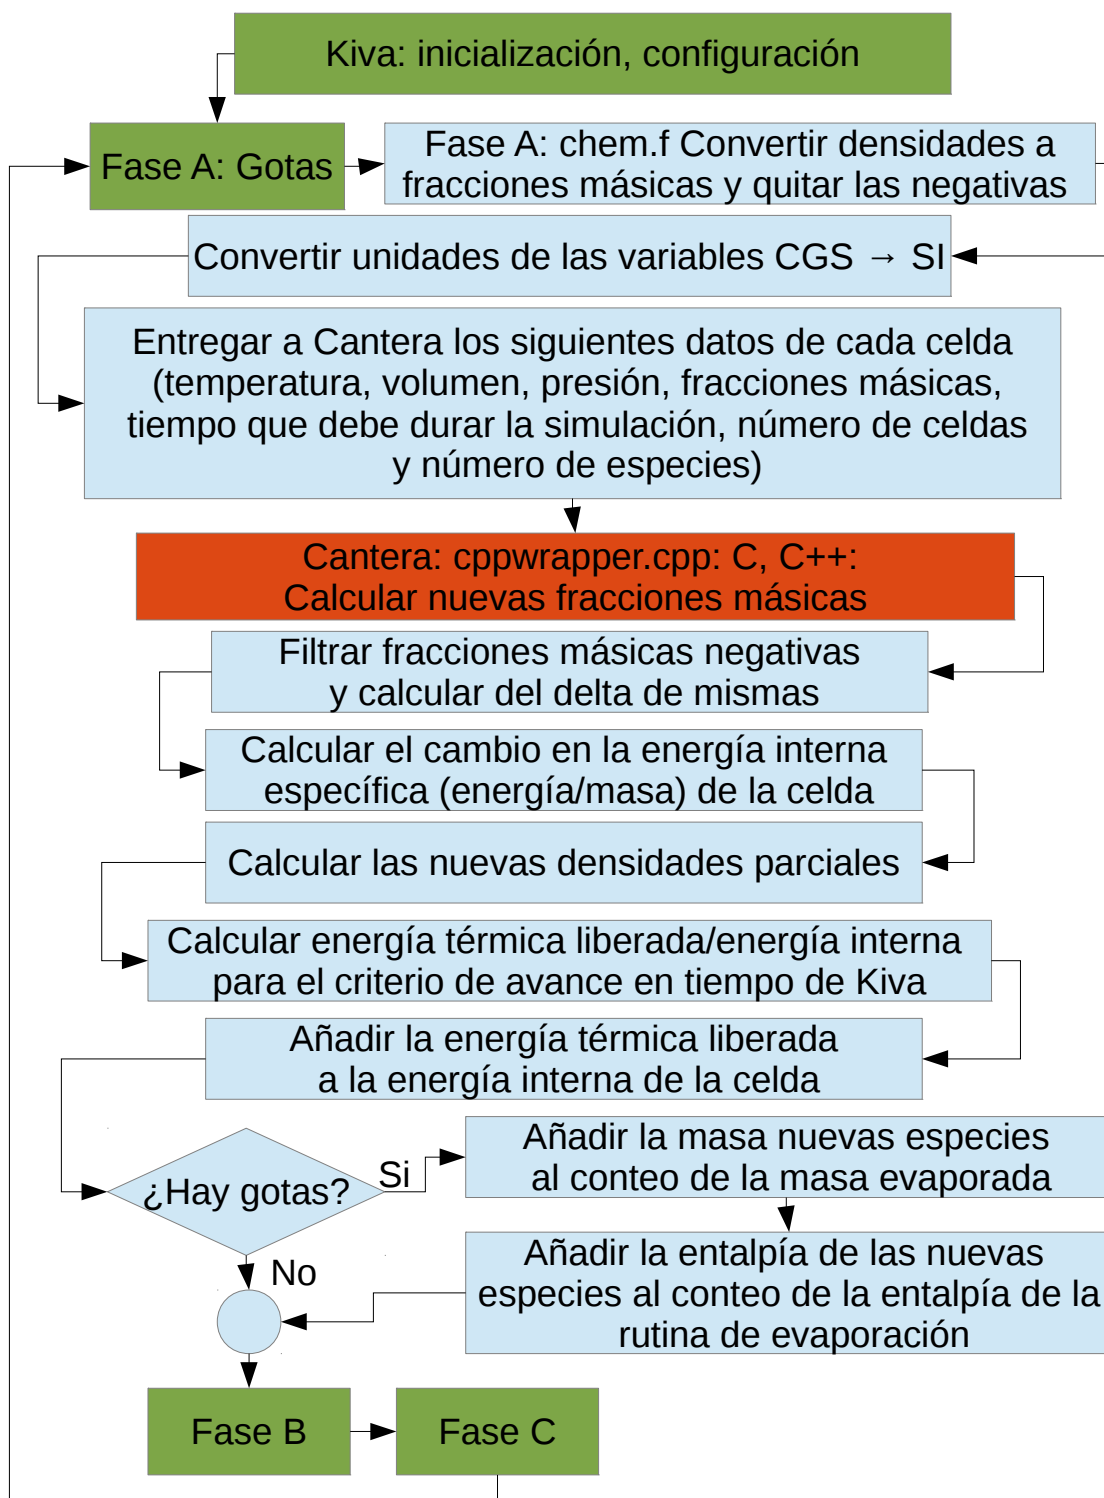 Kiva: inicialización, configuración
Fase A: Gotas
Fase A: chem.f Convertir densidades a
fracciones másicas y quitar las negativas
Convertir unidades de las variables CGS → SI
Entregar a Cantera los siguientes datos de cada celda
(temperatura, volumen, presión, fracciones másicas,
tiempo que debe durar la simulación, número de celdas
y número de especies)
Cantera: cppwrapper.cpp: C, C++:
Calcular nuevas fracciones másicas
Filtrar fracciones másicas negativas
y calcular del delta de mismas
Calcular el cambio en la energía interna
específica (energía/masa) de la celda
Calcular las nuevas densidades parciales
Calcular energía térmica liberada/energía interna
para el criterio de avance en tiempo de Kiva
Añadir la energía térmica liberada
a la energía interna de la celda
¿Hay gotas?
Si
Añadir la masa nuevas especies
al conteo de la masa evaporada
No
Añadir la entalpía de las nuevas
especies al conteo de la entalpía de la
rutina de evaporación
Fase B
Fase C